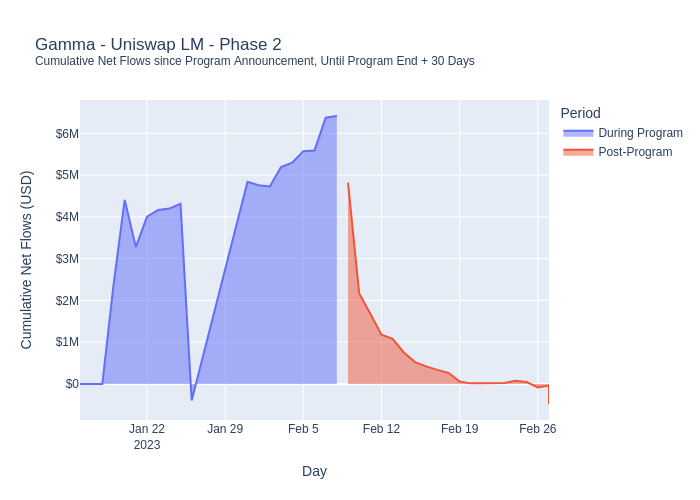 Gamma - Uniswap LM - Phase 2
Cumulative Net Flows since Program Announcement, Until Program End + 30 Days
Period
During Program
Post-Program
Cumulative Net Flows (USD)
$6M
$5M
$4M
$3M
$2M
$1M
$0
Jan 22
2023
Jan 29
Feb 5
Feb 12
Feb 19
Feb 26
Day